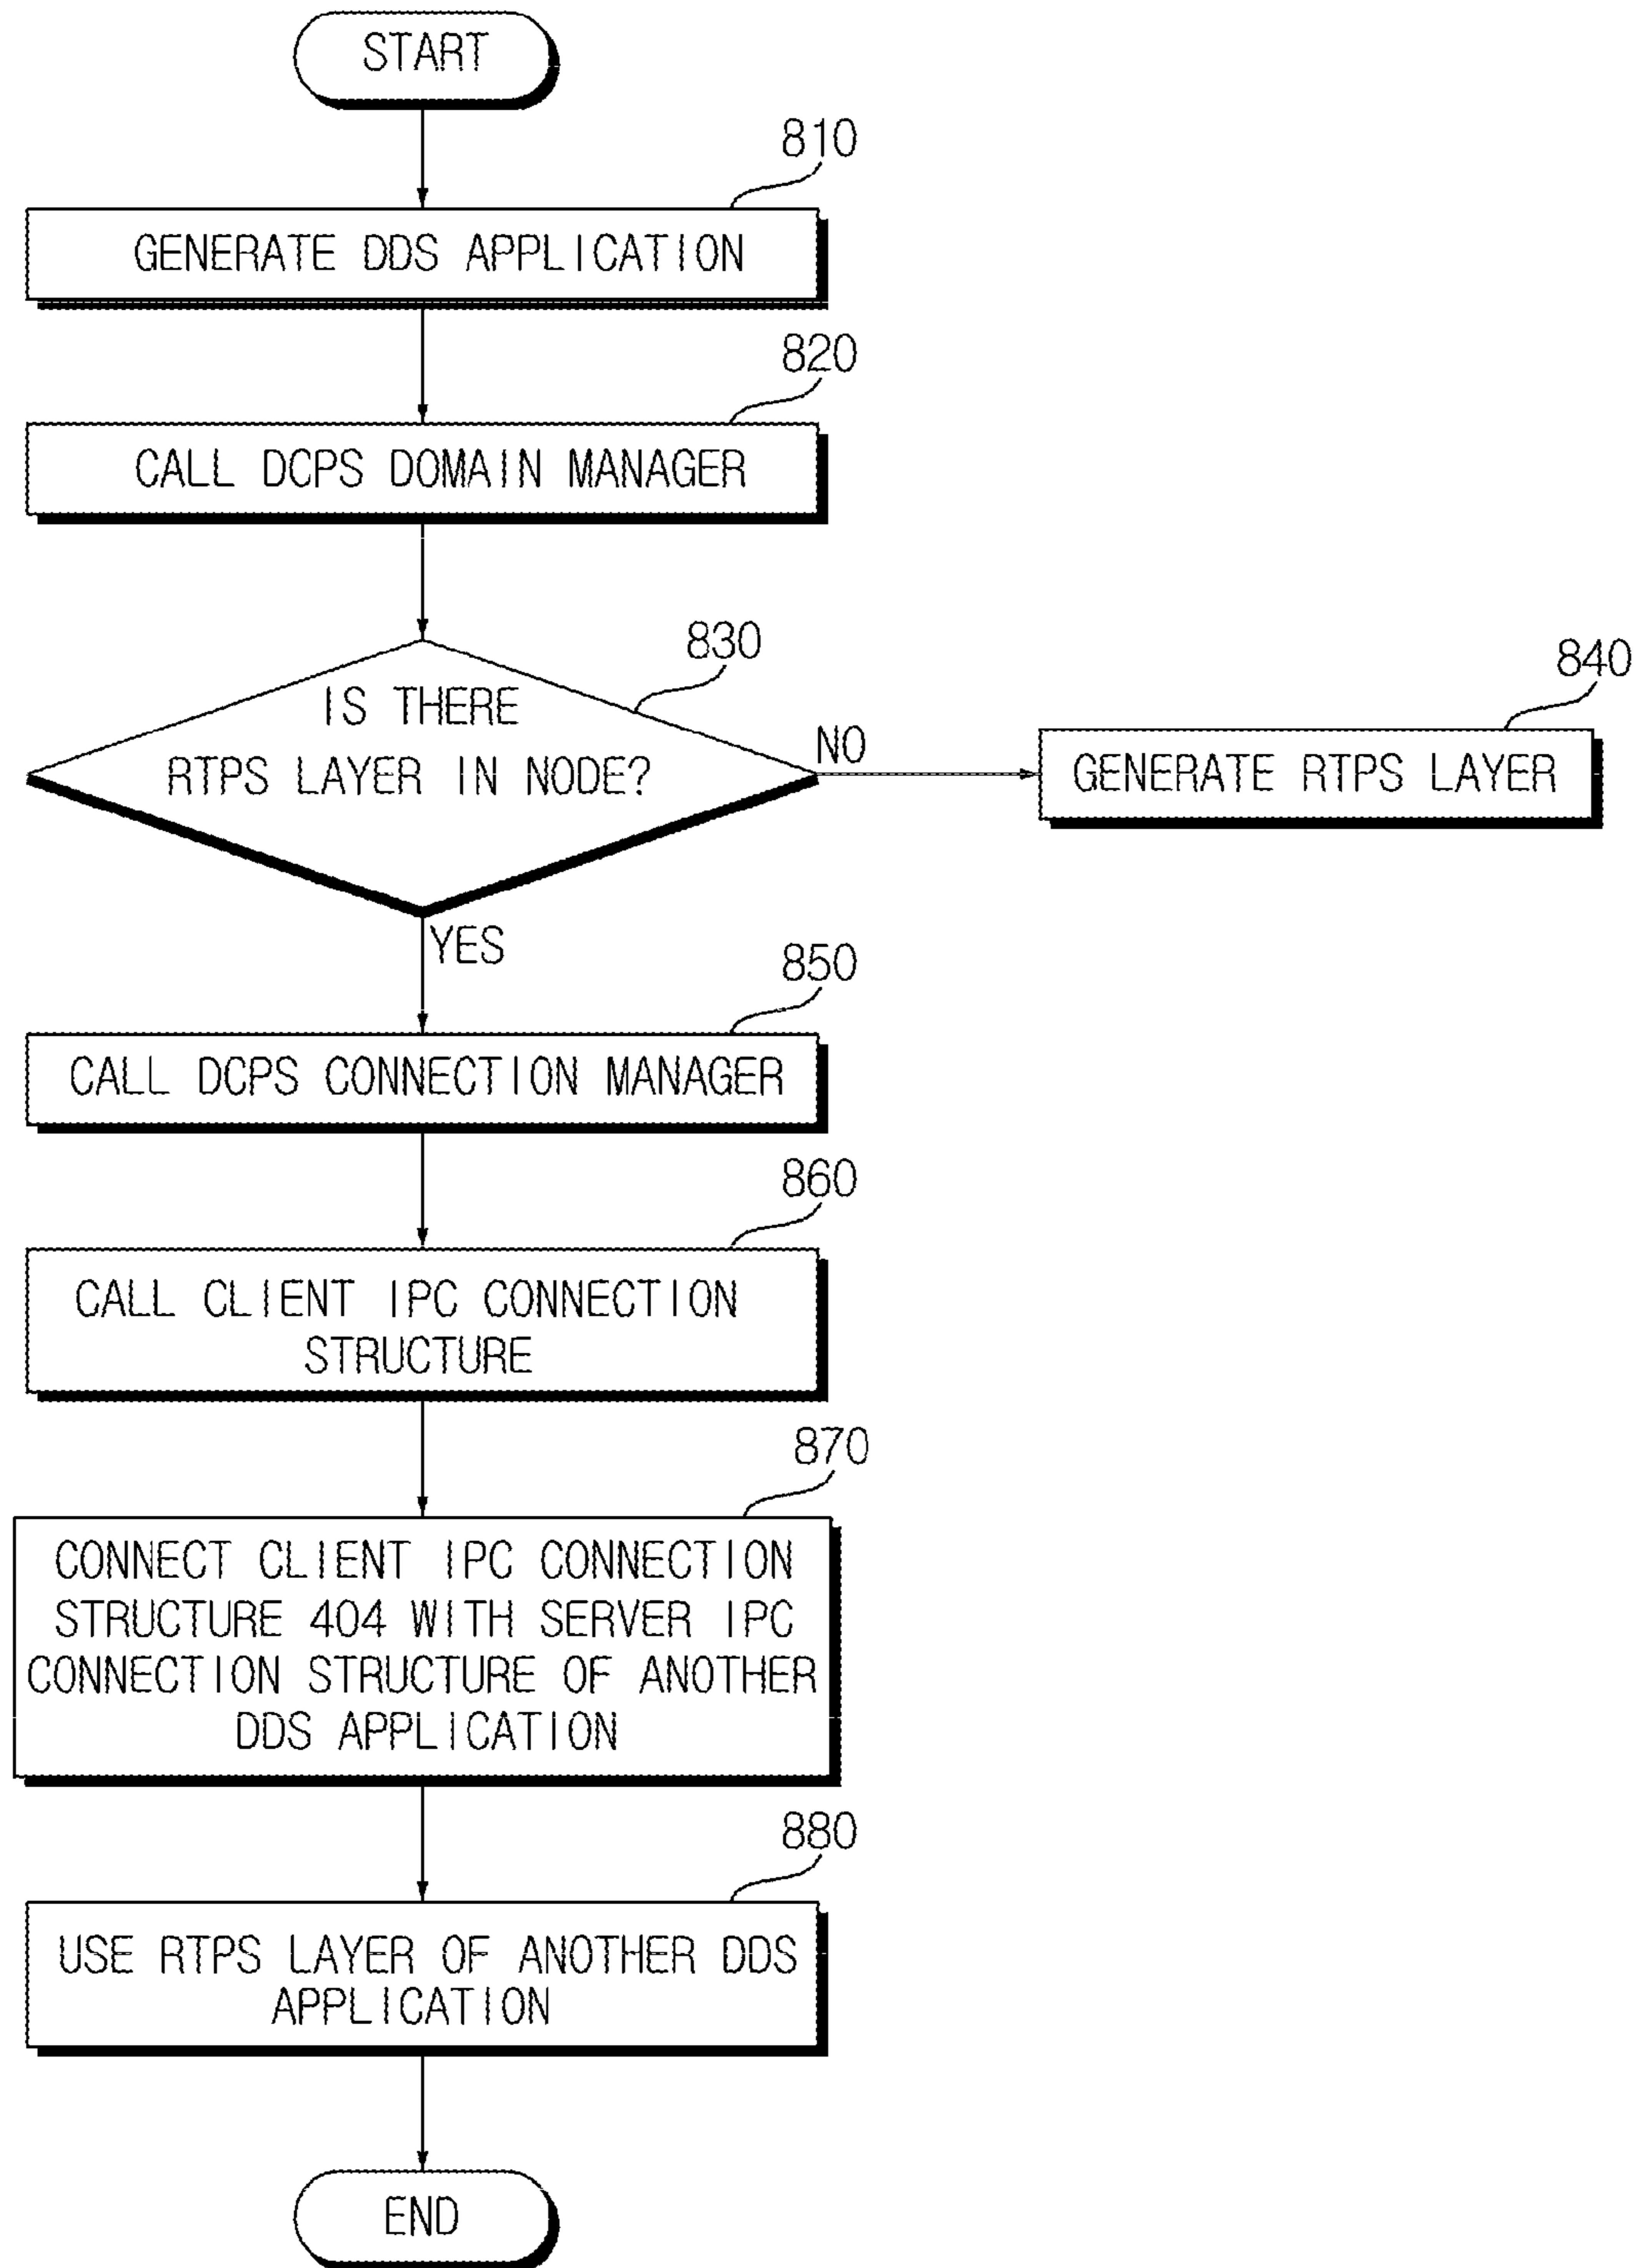 START
810
GENERATE DDS APPLICATION
820
CALL DCPS DOMAIN MANAGER
830
IS THERE
RTPS LAYER IN NODE?
NO
840
GENERATE RTPS LAYER
YES
850
CALL DCPS CONNECTION MANAGER
860
CALL CLIENT IPC CONNECTION
STRUCTURE
870
CONNECT CLIENT IPC CONNECTION
STRUCTURE 404 WITH SERVER IPC
CONNECTION STRUCTURE OF ANOTHER
DDS APPLICATION
880
USE RTPS LAYER OF ANOTHER DDS
APPLICATION
END